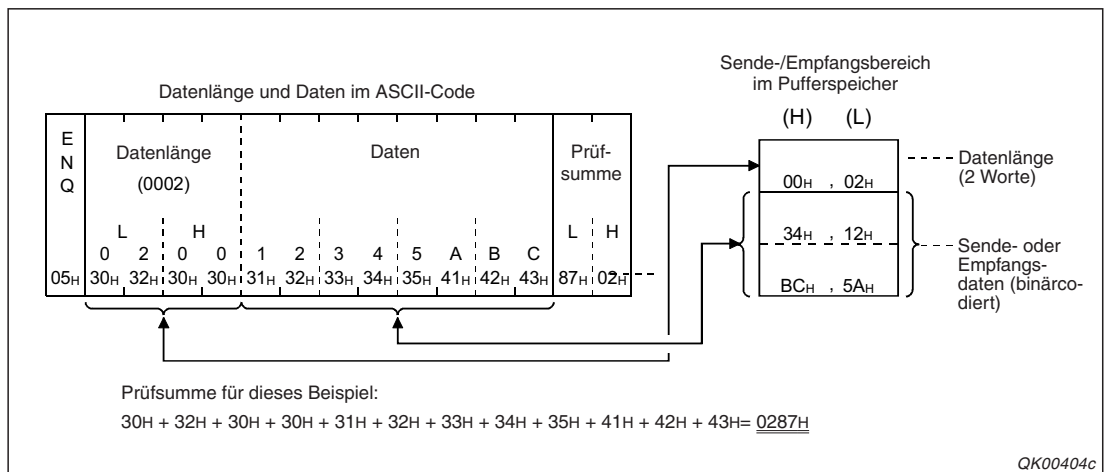 Sende-/Empfangsbereich
im Pufferspeicher
Datenlänge und Daten im ASCII-Code
(H) (L)
E
N
Q
Datenlänge
(0002)
Daten
Prüf-
summe
L H
0 2 0 0 1 2 3 4 5 A B C L H
05H 30H 32H 30H 30H 31H 32H 33H 34H 35H 41H 42H 43H 87H 02H
00H , 02H
34H , 12H
BCH , 5AH
Datenlänge
(2 Worte)
Sende- oder
Empfangs-
daten (binärco-
diert)
Prüfsumme für dieses Beispiel:
30H + 32H + 30H + 30H + 31H + 32H + 33H + 34H + 35H + 41H + 42H + 43H= 0287H
QK00404c